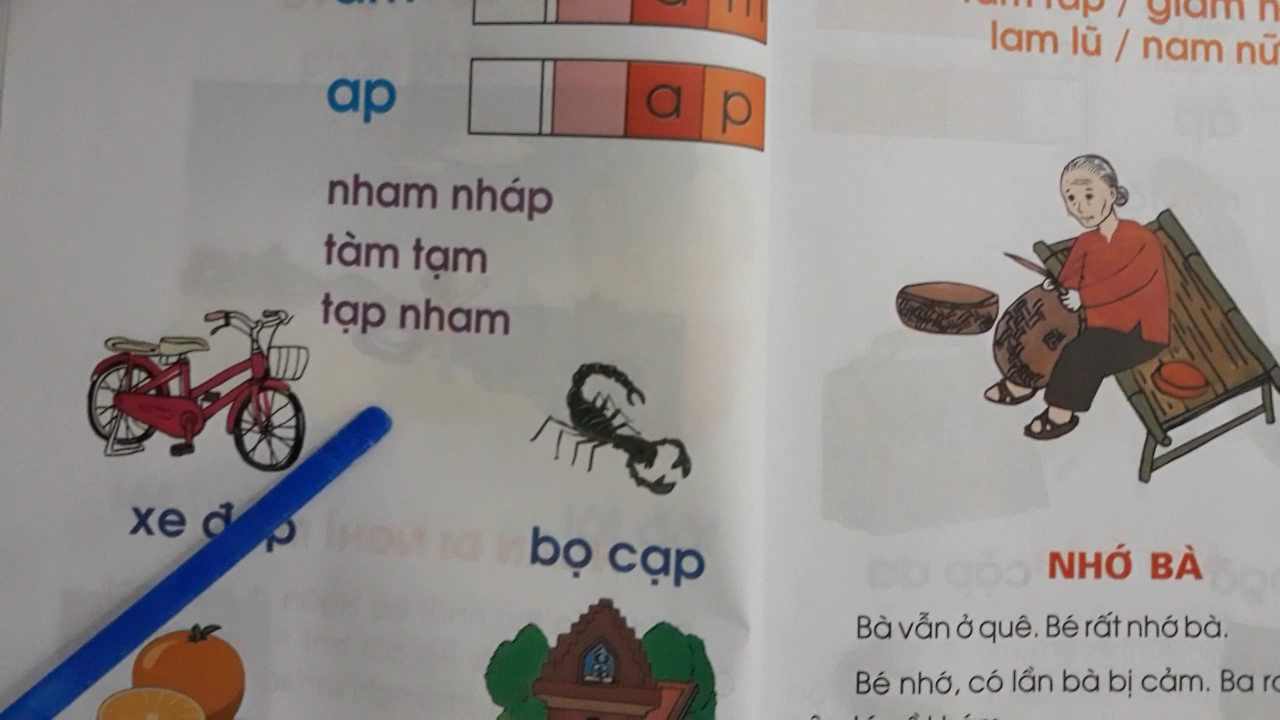 ap
a p
nham nháp
tàm tạm
tạp nham
xe
bọ cạp
lam lũ / nam nữ
NHỚ BÀ
Bà vẫn ở quê. Bé rất nhớ bà.
Bé nhớ, có lần bà bị cảm. Ba